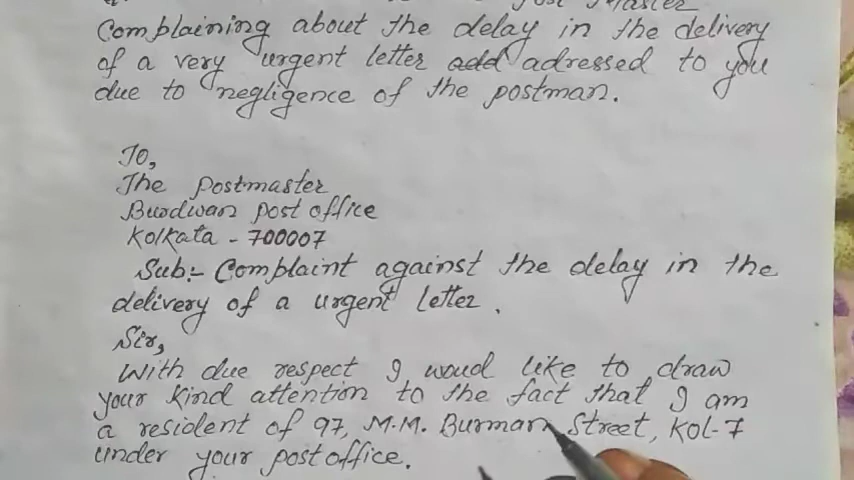 Post Master
Complaining about the delay in the delivery
of a very urgent letter add adressed to you
due to negligence of the postman.
To,
The Postmaster
Burdwan post office
Kolkata - 700007
Sub:- Complaint against the delay in the
delivery of a urgent letter.
Sir,
With due respect I woud like to draw
your kind attention to the fact that I am
a resident of 97, M.M. Burman Street, Kol-7
under your post office.